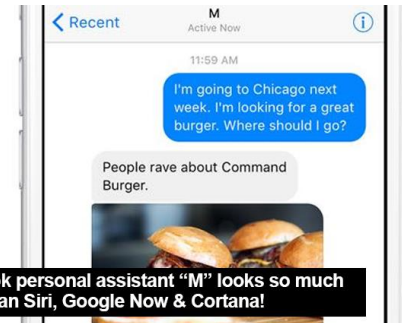 Recent
M
Active Now
11:59 AM
I'm going to Chicago next
week. I'm looking for a great
burger. Where should I go?
People rave about Command
Burger.
personal assistant “M” looks so much
Siri, Google Now & Cortana!